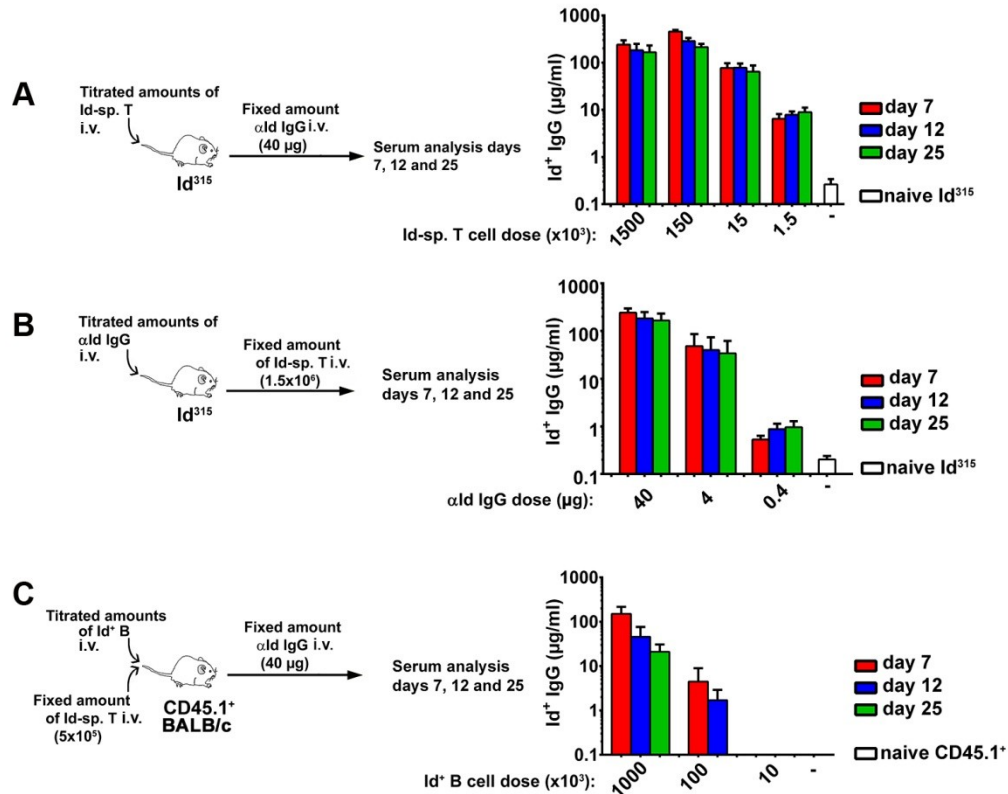 A
Titrated amounts of
Id-sp. T
i.v.
Id³¹⁵
Fixed amount
αId IgG i.v.
(40 µg)
Serum analysis days
7, 12 and 25
Id⁺ IgG (µg/ml)
1000
100
10
1
0.1
1500
150
15
1.5
-
Id-sp. T cell dose (x10³):
day 7
day 12
day 25
naive Id³¹⁵
B
Titrated amounts of
αId IgG
i.v.
Id³¹⁵
Fixed amount
of Id-sp. T i.v.
(1.5x10⁶)
Serum analysis
days 7, 12 and 25
Id⁺ IgG (µg/ml)
1000
100
10
1
0.1
40
4
0.4
-
αId IgG dose (µg):
day 7
day 12
day 25
naive Id³¹⁵
C
Titrated amounts
of Id⁺ B
i.v.
Fixed amount
of Id-sp. T i.v.
(5x10⁵)
CD45.1⁺
BALB/c
Fixed amount
αId IgG i.v.
(40 µg)
Serum analysis
days 7, 12 and 25
Id⁺ IgG (µg/ml)
1000
100
10
1
0.1
1000
100
10
-
Id⁺ B cell dose (x10³):
day 7
day 12
day 25
naive CD45.1⁺